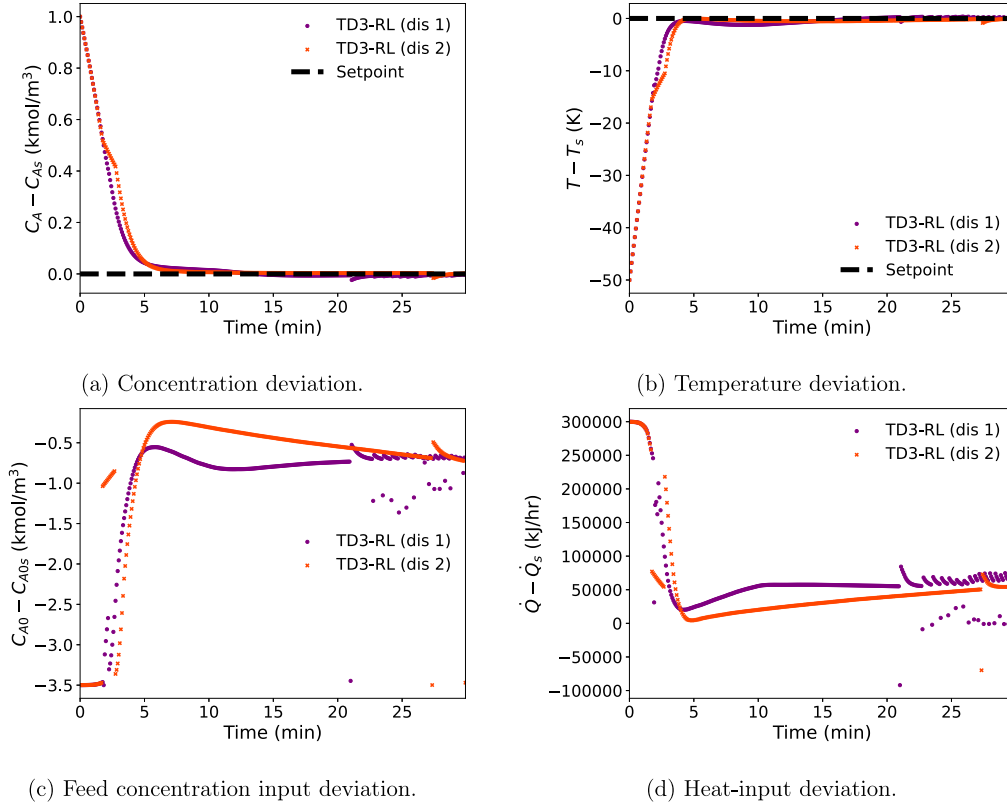 1.0
0.8
0.6
0.4
0.2
0.0
C_A − C_As (kmol/m³)
TD3-RL (dis 1)
TD3-RL (dis 2)
Setpoint
0 5 10 15 20 25
Time (min)
(a) Concentration deviation.
0
−10
−20
−30
−40
−50
T − T_s (K)
TD3-RL (dis 1)
TD3-RL (dis 2)
Setpoint
0 5 10 15 20 25
Time (min)
(b) Temperature deviation.
−0.5
−1.0
−1.5
−2.0
−2.5
−3.0
−3.5
C_A0 − C_A0s (kmol/m³)
TD3-RL (dis 1)
TD3-RL (dis 2)
0 5 10 15 20 25
Time (min)
(c) Feed concentration input deviation.
300000
250000
200000
150000
100000
50000
0
−50000
−100000
Q̇ − Q̇_s (kJ/hr)
TD3-RL (dis 1)
TD3-RL (dis 2)
0 5 10 15 20 25
Time (min)
(d) Heat-input deviation.